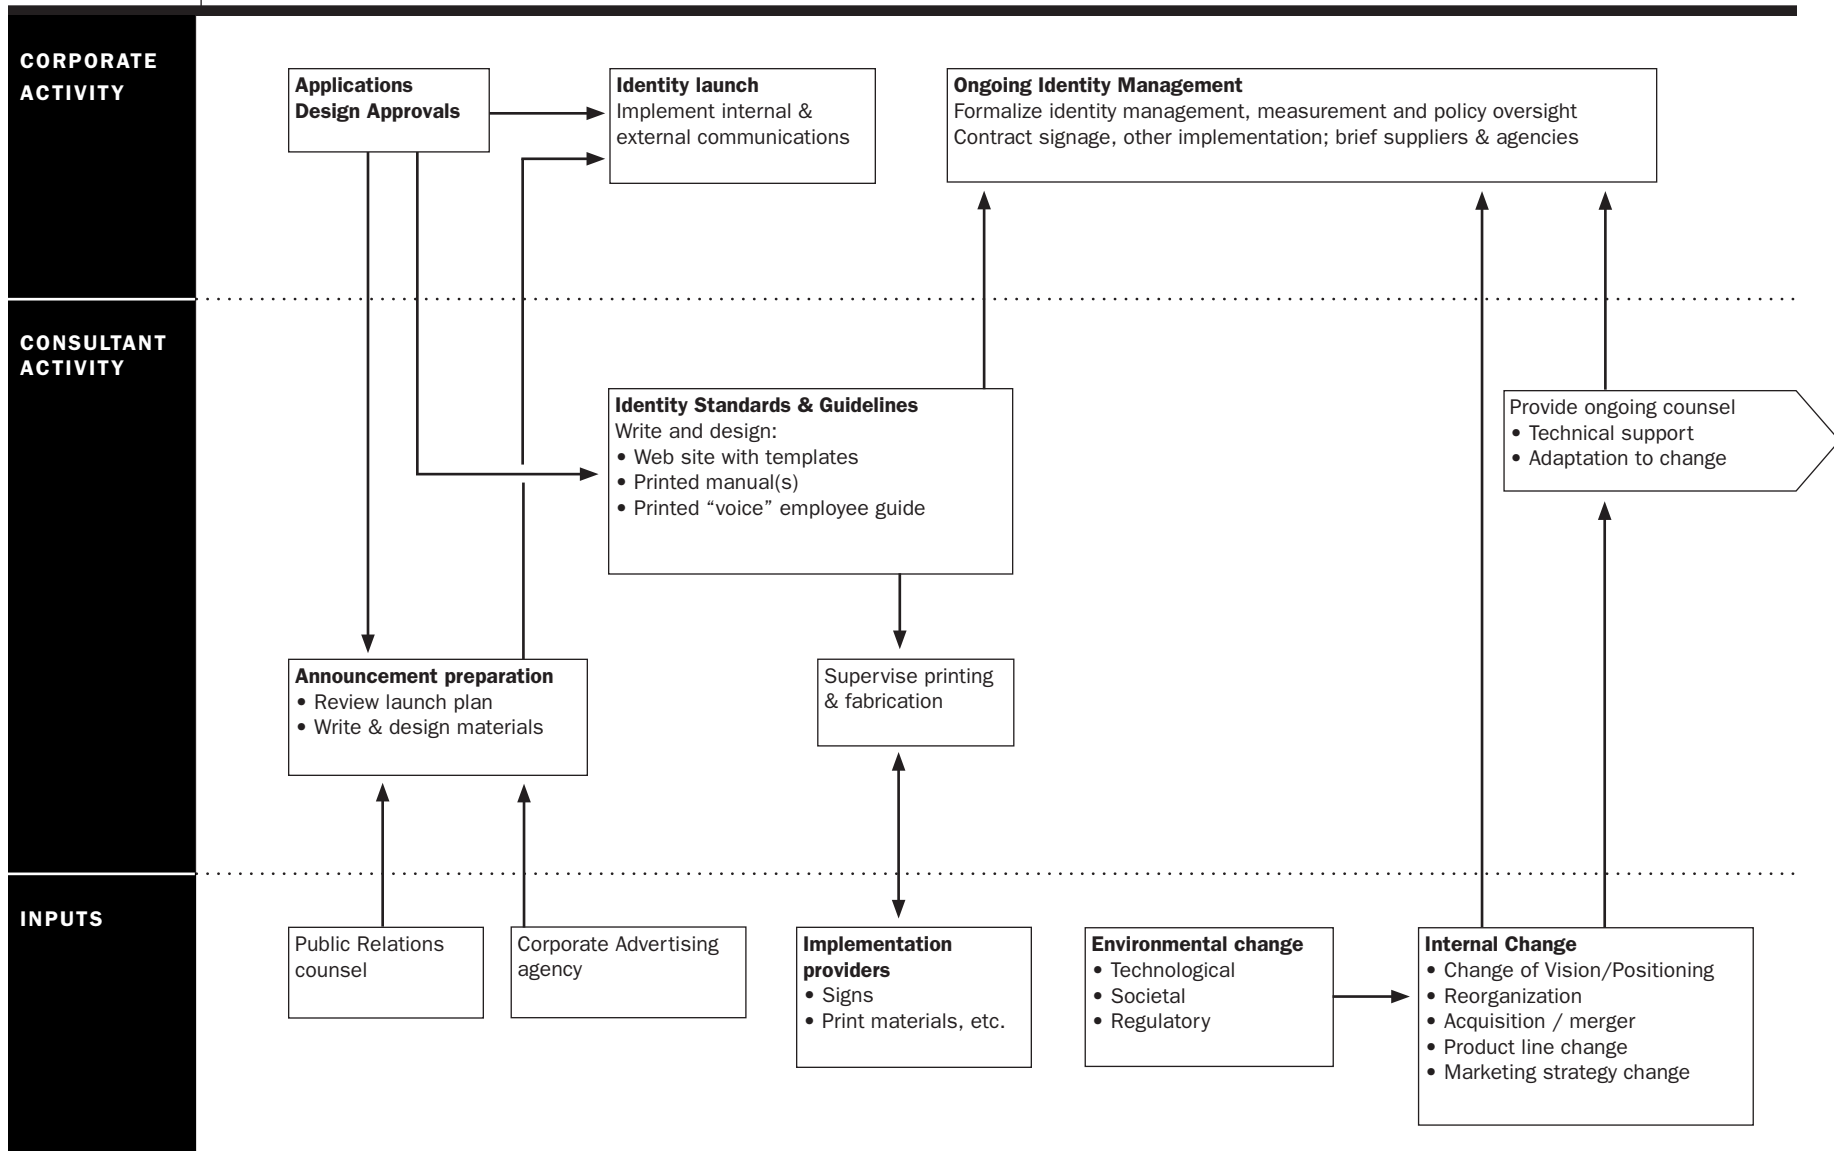 CORPORATE
ACTIVITY
Applications
Design Approvals
Identity launch
Implement internal &
external communications
Ongoing Identity Management
Formalize identity management, measurement and policy oversight
Contract signage, other implementation; brief suppliers & agencies
CONSULTANT
ACTIVITY
Identity Standards & Guidelines
Write and design:
• Web site with templates
• Printed manual(s)
• Printed “voice” employee guide
Provide ongoing counsel
• Technical support
• Adaptation to change
Announcement preparation
• Review launch plan
• Write & design materials
Supervise printing
& fabrication
INPUTS
Public Relations
counsel
Corporate Advertising
agency
Implementation
providers
• Signs
• Print materials, etc.
Environmental change
• Technological
• Societal
• Regulatory
Internal Change
• Change of Vision/Positioning
• Reorganization
• Acquisition / merger
• Product line change
• Marketing strategy change